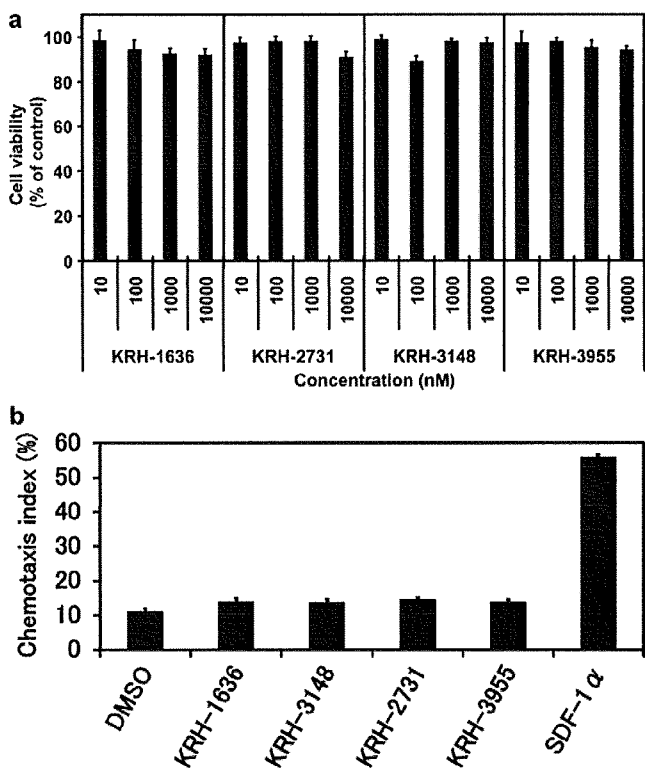 a
Cell viability
(% of control)
100
80
60
40
20
0
10 100 1000 10000 10 100 1000 10000 10 100 1000 10000 10 100 1000 10000
KRH-1636 KRH-2731 KRH-3148 KRH-3955
Concentration (nM)
b
Chemotaxis index (%)
60
50
40
30
20
10
0
DMSO KRH-1636 KRH-3148 KRH-2731 KRH-3955 SDF-1α